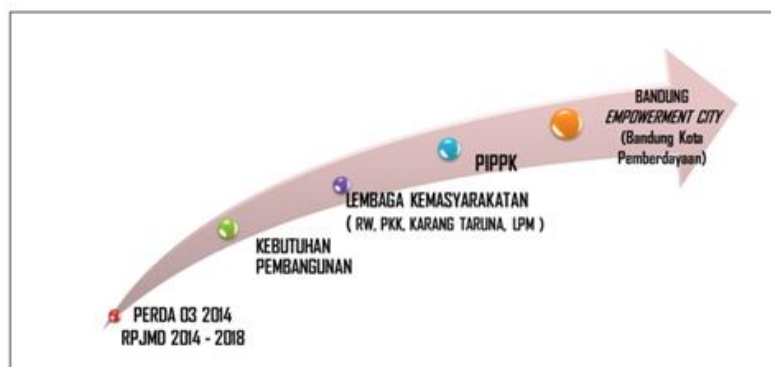 BANDUNG
EMPOWERMENT CITY
(Bandung Kota
Pemberdayaan)
PIPPK
LEMBAGA KEMASYARAKATAN
( RW, PKK, KARANG TARUNA, LPM )
KEBUTUHAN
PEMBANGUNAN
PERDA 03 2014
RPJMD 2014 - 2018